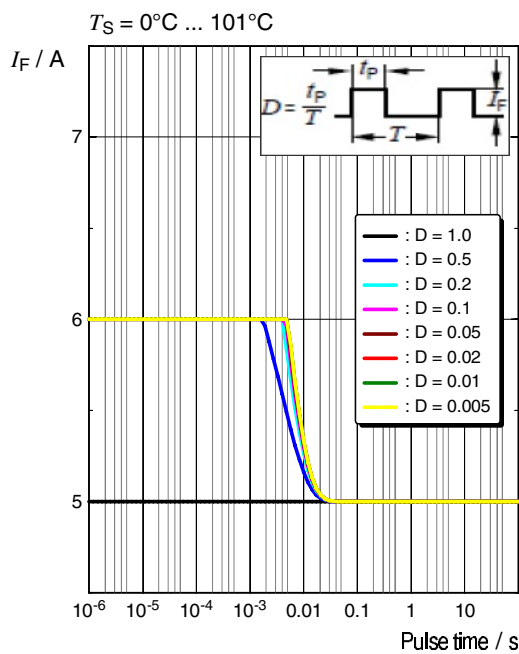 T_S = 0°C ... 101°C
I_F / A
D = t_P / T
t_P
I_F
T
7
: D = 1.0
: D = 0.5
: D = 0.2
: D = 0.1
: D = 0.05
: D = 0.02
: D = 0.01
: D = 0.005
6
5
10^-6 10^-5 10^-4 10^-3 0.01 0.1 1 10
Pulse time / s